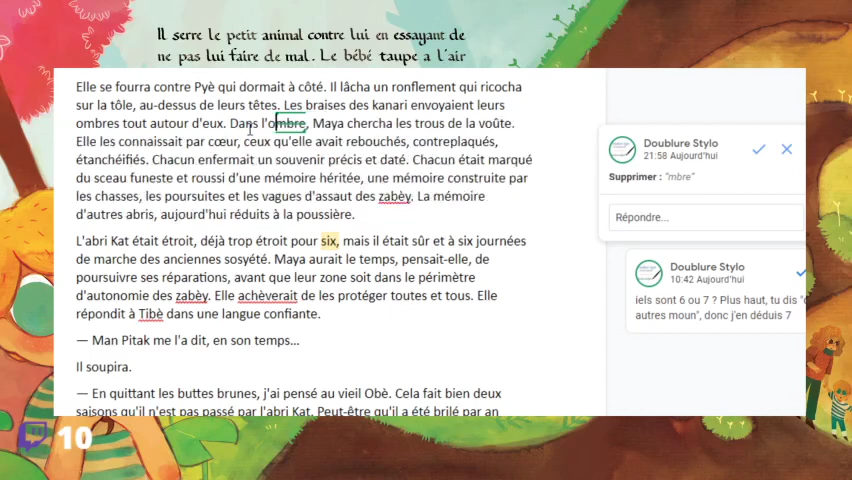 Il serre le petit animal contre lui en essayant de
ne pas lui faire de mal. Le bébé taupe a l'air
Elle se fourra contre Pyè qui dormait à côté. Il lâcha un ronflement qui ricocha
sur la tôle, au-dessus de leurs têtes. Les braises des kanari envoyaient leurs
ombres tout autour d'eux. Dans l'ombre, Maya chercha les trous de la voûte.
Elle les connaissait par cœur, ceux qu'elle avait rebouchés, contreplaqués,
étanchéifiés. Chacun enfermait un souvenir précis et daté. Chacun était marqué
du sceau funeste et roussi d'une mémoire héritée, une mémoire construite par
les chasses, les poursuites et les vagues d'assaut des zabèy. La mémoire
d'autres abris, aujourd'hui réduits à la poussière.
L'abri Kat était étroit, déjà trop étroit pour six, mais il était sûr et à six journées
de marche des anciennes sosyété. Maya aurait le temps, pensait-elle, de
poursuivre ses réparations, avant que leur zone soit dans le périmètre
d'autonomie des zabèy. Elle achèverait de les protéger toutes et tous. Elle
répondit à Tibè dans une langue confiante.
— Man Pitak me l'a dit, en son temps...
Il soupira.
— En quittant les buttes brunes, j'ai pensé au vieil Obè. Cela fait bien deux
saisons qu'il n'est pas passé par l'abri Kat. Peut-être qu'il a été brilé par an
Doublure Stylo
21:58 Aujourd'hui
Supprimer : "mbre"
Répondre...
Doublure Stylo
10:42 Aujourd'hui
iels sont 6 ou 7 ? Plus haut, tu dis "
autres moun", donc j'en déduis 7
10